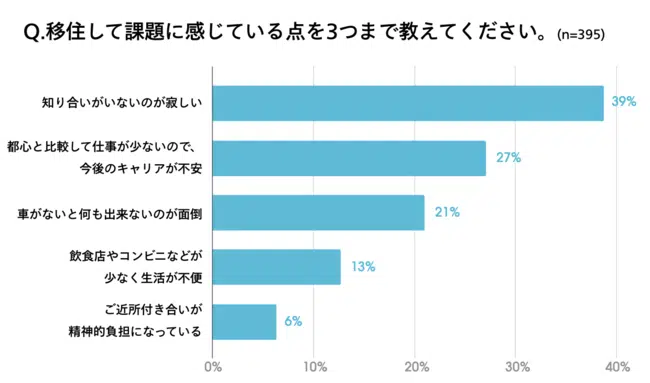 Q.移住して課題に感じている点を3つまで教えてください。(n=395)
知り合いがいないのが寂しい
39%
都心と比較して仕事が少ないので、
今後のキャリアが不安
27%
車がないと何も出来ないのが面倒
21%
飲食店やコンビニなどが
少なく生活が不便
13%
ご近所付き合いが
精神的負担になっている
6%
0%
10%
20%
30%
40%